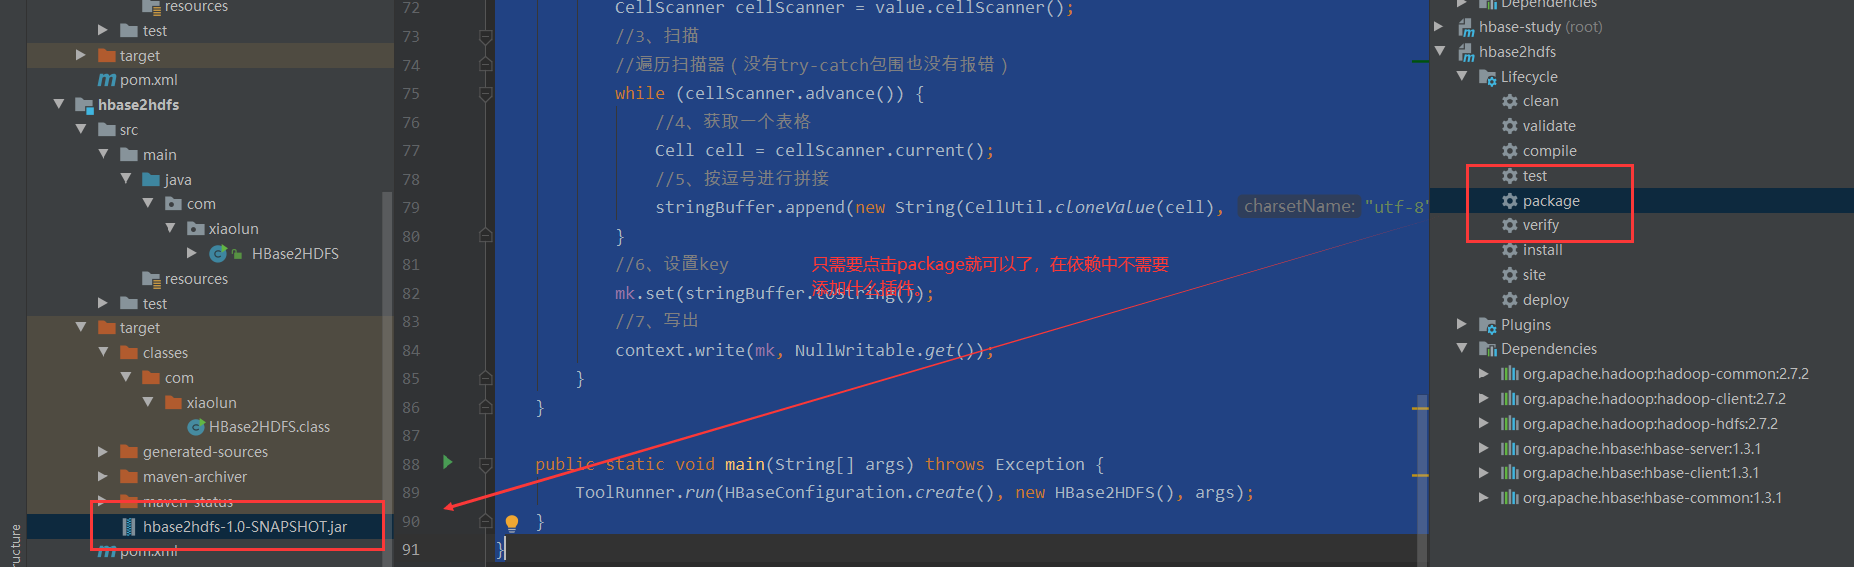 resources
test
target
pom.xml
hbase2hdfs
src
main
java
com
xiaolun
HBase2HDFS
resources
test
target
classes
com
xiaolun
HBase2HDFS.class
generated-sources
maven-archiver
maven-status
hbase2hdfs-1.0-SNAPSHOT.jar
pom.xml
ructure
72 CellScanner cellScanner = value.cellScanner();
73 //3、扫描
74 //遍历扫描器（没有try-catch包围也没有报错）
75 while (cellScanner.advance()) {
76 //4、获取一个表格
77 Cell cell = cellScanner.current();
78 //5、按逗号进行拼接
79 stringBuffer.append(new String(CellUtil.cloneValue(cell), charsetName: "utf-8"
80 }
81 //6、设置key
82 mk.set(stringBuffer.toString());
83 //7、写出
84 context.write(mk, NullWritable.get());
85 }
86 }
87
88 public static void main(String[] args) throws Exception {
89 ToolRunner.run(HBaseConfiguration.create(), new HBase2HDFS(), args);
90 }
91 }
只需要点击package就可以了，在依赖中不需要
添加什么插件。
Dependencies
hbase-study (root)
hbase2hdfs
Lifecycle
clean
validate
compile
test
package
verify
install
site
deploy
Plugins
Dependencies
org.apache.hadoop:hadoop-common:2.7.2
org.apache.hadoop:hadoop-client:2.7.2
org.apache.hadoop:hadoop-hdfs:2.7.2
org.apache.hbase:hbase-server:1.3.1
org.apache.hbase:hbase-client:1.3.1
org.apache.hbase:hbase-common:1.3.1